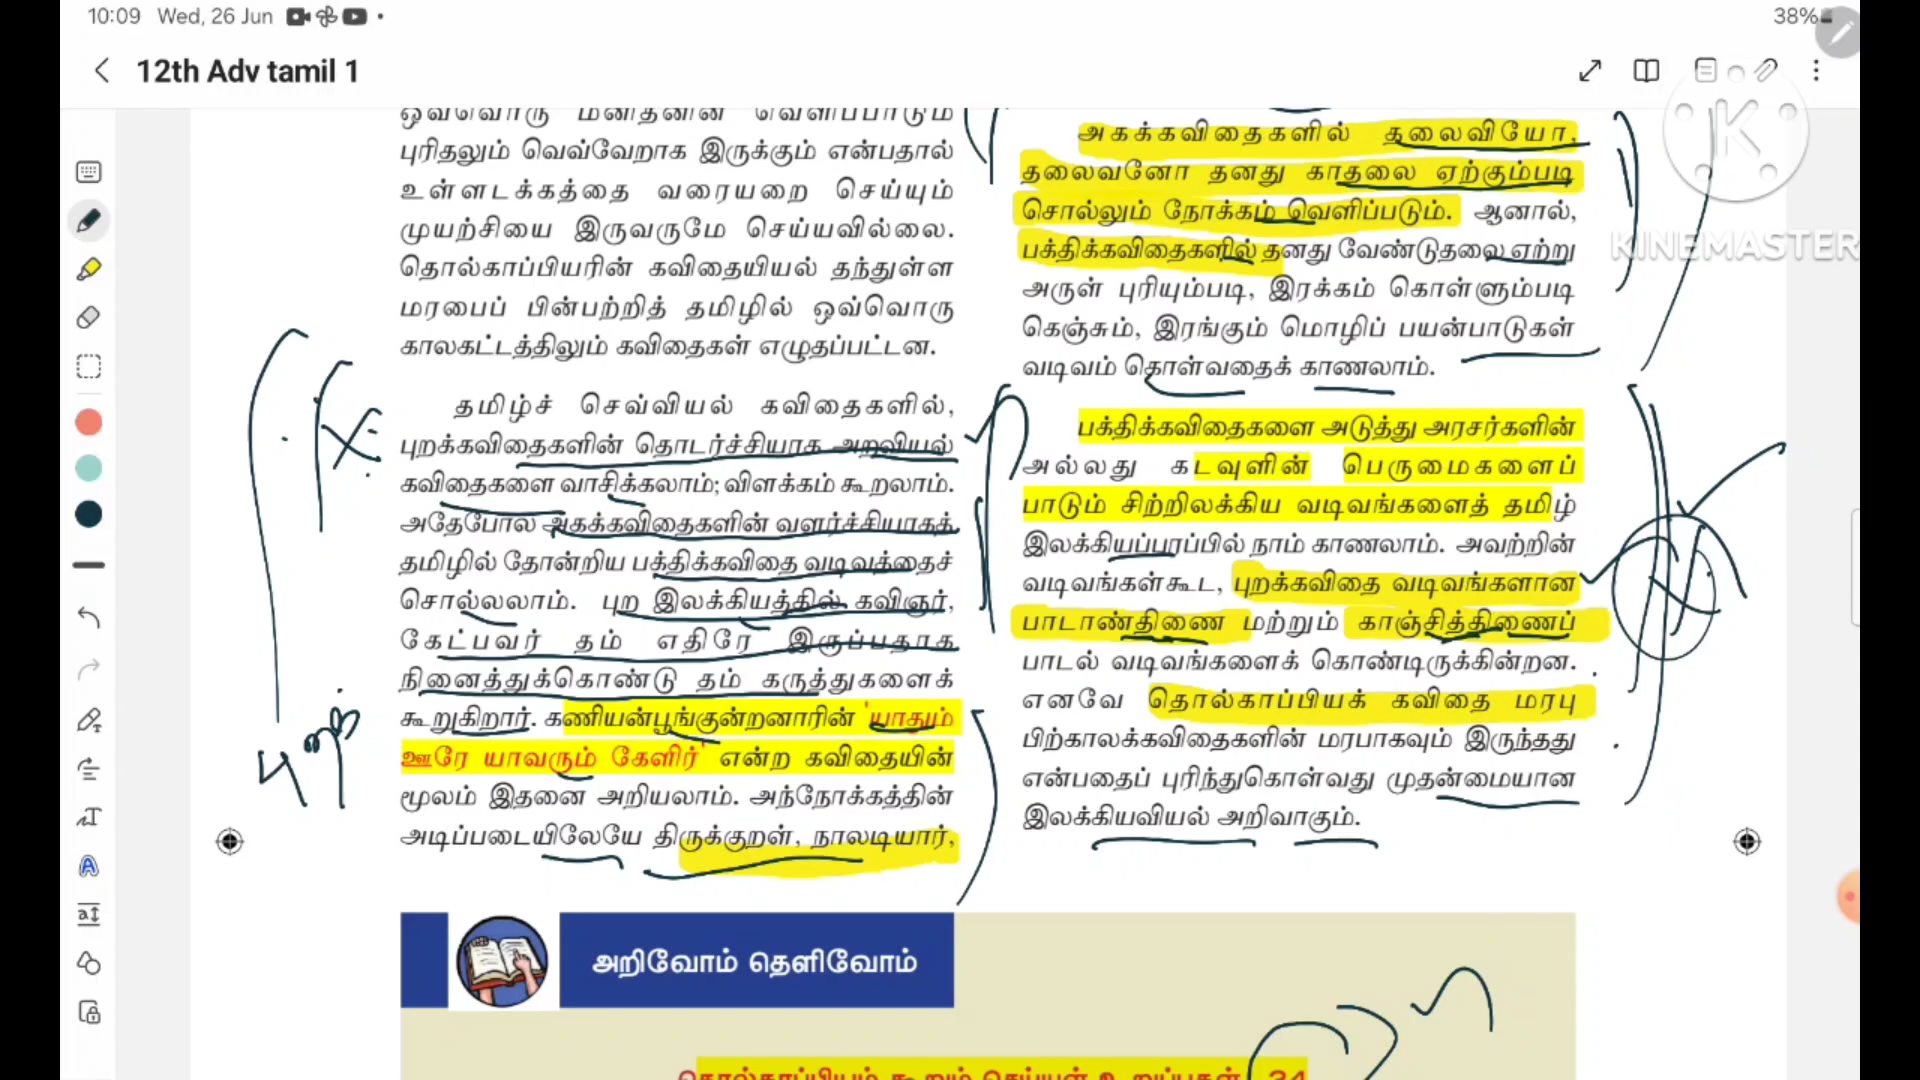 10:09 Wed, 26 Jun
38%
12th Adv tamil 1
ஒவ்வொரு மனிதனின் வெளிப்பாடும்
புரிதலும் வெவ்வேறாக இருக்கும் என்பதால்
உள்ளடக்கத்தை வரையறை செய்யும்
முயற்சியை இருவருமே செய்யவில்லை.
தொல்காப்பியரின் கவிதையியல் தந்துள்ள
மரபைப் பின்பற்றித் தமிழில் ஒவ்வொரு
காலகட்டத்திலும் கவிதைகள் எழுதப்பட்டன.
தமிழ்ச் செவ்வியல் கவிதைகளில்,
புறக்கவிதைகளின் தொடர்ச்சியாக அறவியல்
கவிதைகளை வாசிக்கலாம்; விளக்கம் கூறலாம்.
அதேபோல அகக்கவிதைகளின் வளர்ச்சியாகத்
தமிழில் தோன்றிய பக்திக்கவிதை வடிவத்தைச்
சொல்லலாம். புற இலக்கியத்தில் கவிஞர்,
கேட்பவர் தம் எதிரே இருப்பதாக
நினைத்துக்கொண்டு தம் கருத்துகளைக்
கூறுகிறார். கணியன்பூங்குன்றனாரின் 'யாதும்
ஊரே யாவரும் கேளிர்' என்ற கவிதையின்
மூலம் இதனை அறியலாம். அந்நோக்கத்தின்
அடிப்படையிலேயே திருக்குறள், நாலடியார்,
அகக்கவிதைகளில் தலைவியோ,
தலைவனோ தனது காதலை ஏற்கும்படி
சொல்லும் நோக்கம் வெளிப்படும். ஆனால்,
பக்திக்கவிதைகளில் தனது வேண்டுதலை ஏற்று
அருள் புரியும்படி, இரக்கம் கொள்ளும்படி
கெஞ்சும், இரங்கும் மொழிப் பயன்பாடுகள்
வடிவம் கொள்வதைக் காணலாம்.
பக்திக்கவிதைகளை அடுத்து அரசர்களின்
அல்லது கடவுளின் பெருமைகளைப்
பாடும் சிற்றிலக்கிய வடிவங்களைத் தமிழ்
இலக்கியப்பரப்பில் நாம் காணலாம். அவற்றின்
வடிவங்கள்கூட, புறக்கவிதை வடிவங்களான
பாடாண்திணை மற்றும் காஞ்சித்திணைப்
பாடல் வடிவங்களைக் கொண்டிருக்கின்றன.
எனவே தொல்காப்பியக் கவிதை மரபு
பிற்காலக்கவிதைகளின் மரபாகவும் இருந்தது
என்பதைப் புரிந்துகொள்வது முதன்மையான
இலக்கியவியல் அறிவாகும்.
அறிவோம் தெளிவோம்
தொல்காப்பியம் கூறும் செய்யுள் உறுப்புகள் 34
K
KINEMASTER